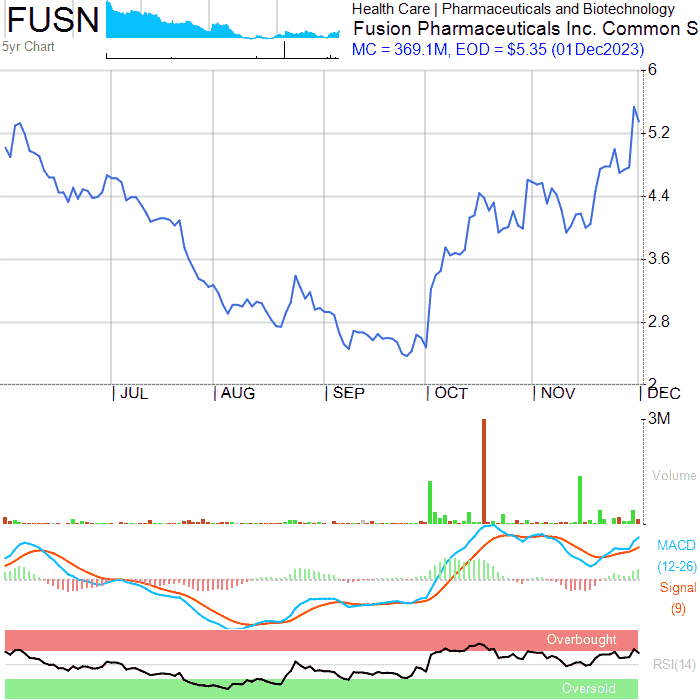 FUSN
5yr Chart
Health Care | Pharmaceuticals and Biotechnology
Fusion Pharmaceuticals Inc. Common S
MC = 369.1M, EOD = $5.35 (01Dec2023)
6
5.2
4.4
3.6
2.8
2
JUL AUG SEP OCT NOV DEC
3M
Volume
MACD
(12-26)
Signal
(9)
Overbought
RSI(14)
Oversold